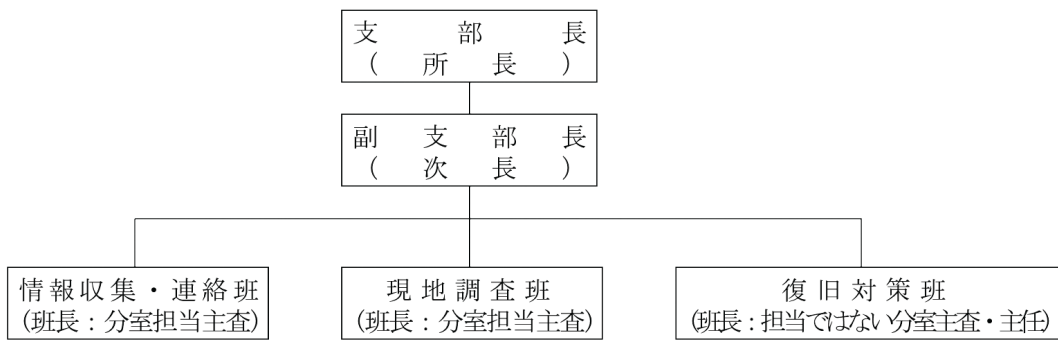 支部長
(所長)
副支部長
(次長)
情報収集・連絡班
(班長：分室担当主査)
現地調査班
(班長：分室担当主査)
復旧対策班
(班長：担当ではない分室主査・主任)